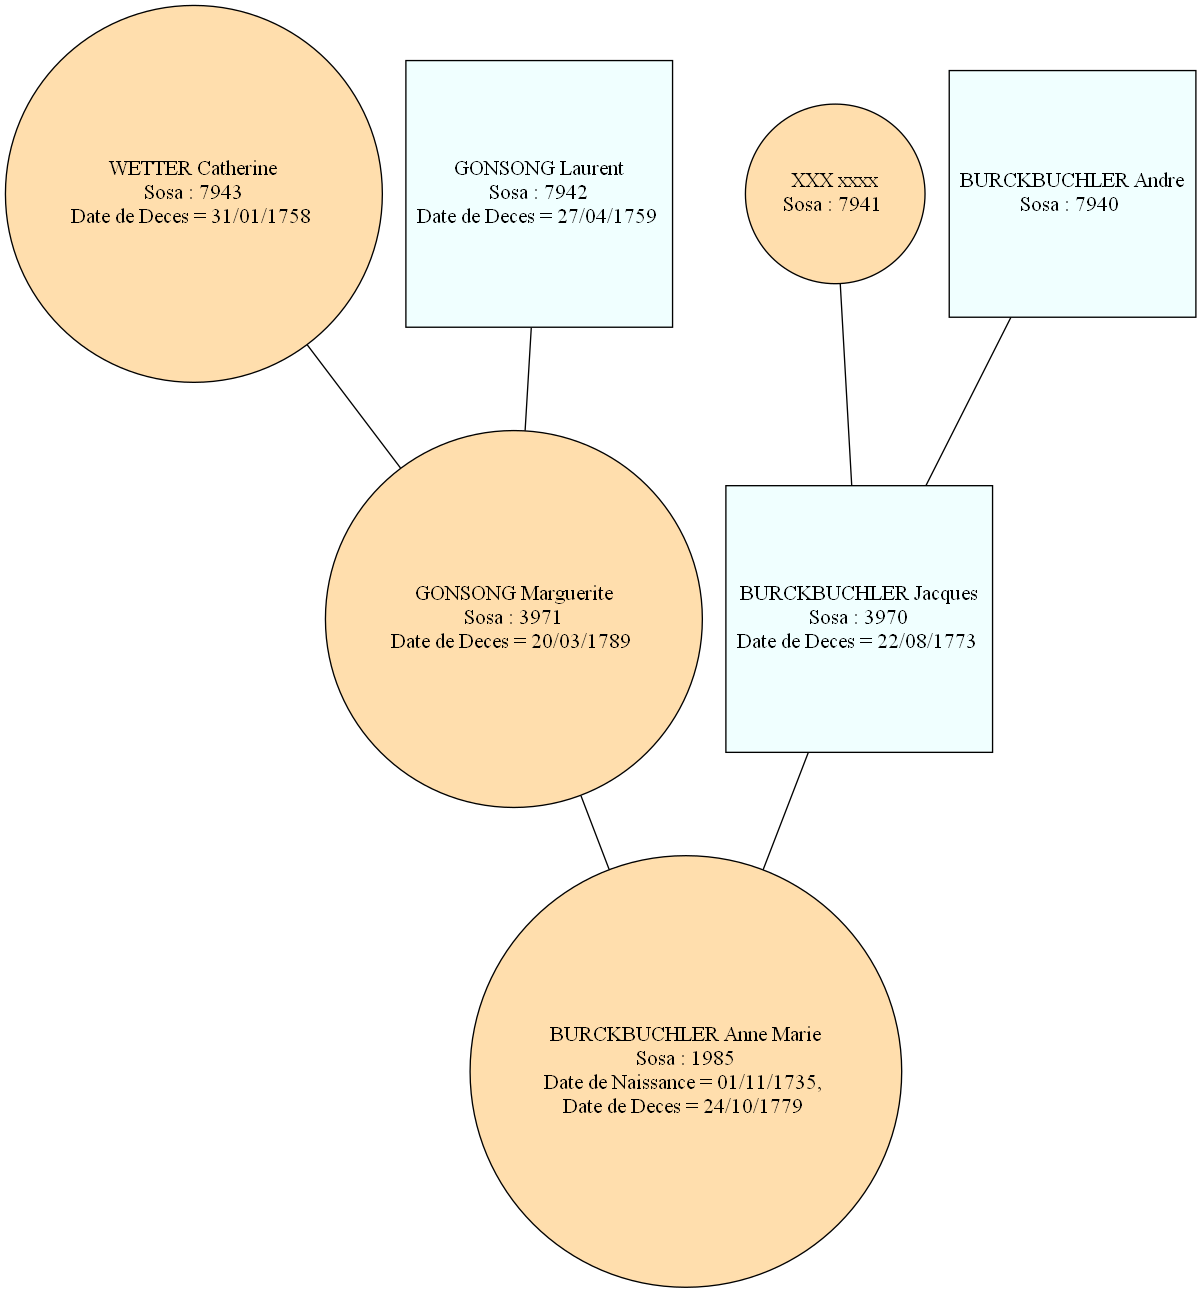 WETTER Catherine
Sosa : 7943
Date de Deces = 31/01/1758
GONSONG Laurent
Sosa : 7942
Date de Deces = 27/04/1759
XXX xxxx
Sosa : 7941
BURCKBUCHLER Andre
Sosa : 7940
GONSONG Marguerite
Sosa : 3971
Date de Deces = 20/03/1789
BURCKBUCHLER Jacques
Sosa : 3970
Date de Deces = 22/08/1773
BURCKBUCHLER Anne Marie
Sosa : 1985
Date de Naissance = 01/11/1735,
Date de Deces = 24/10/1779